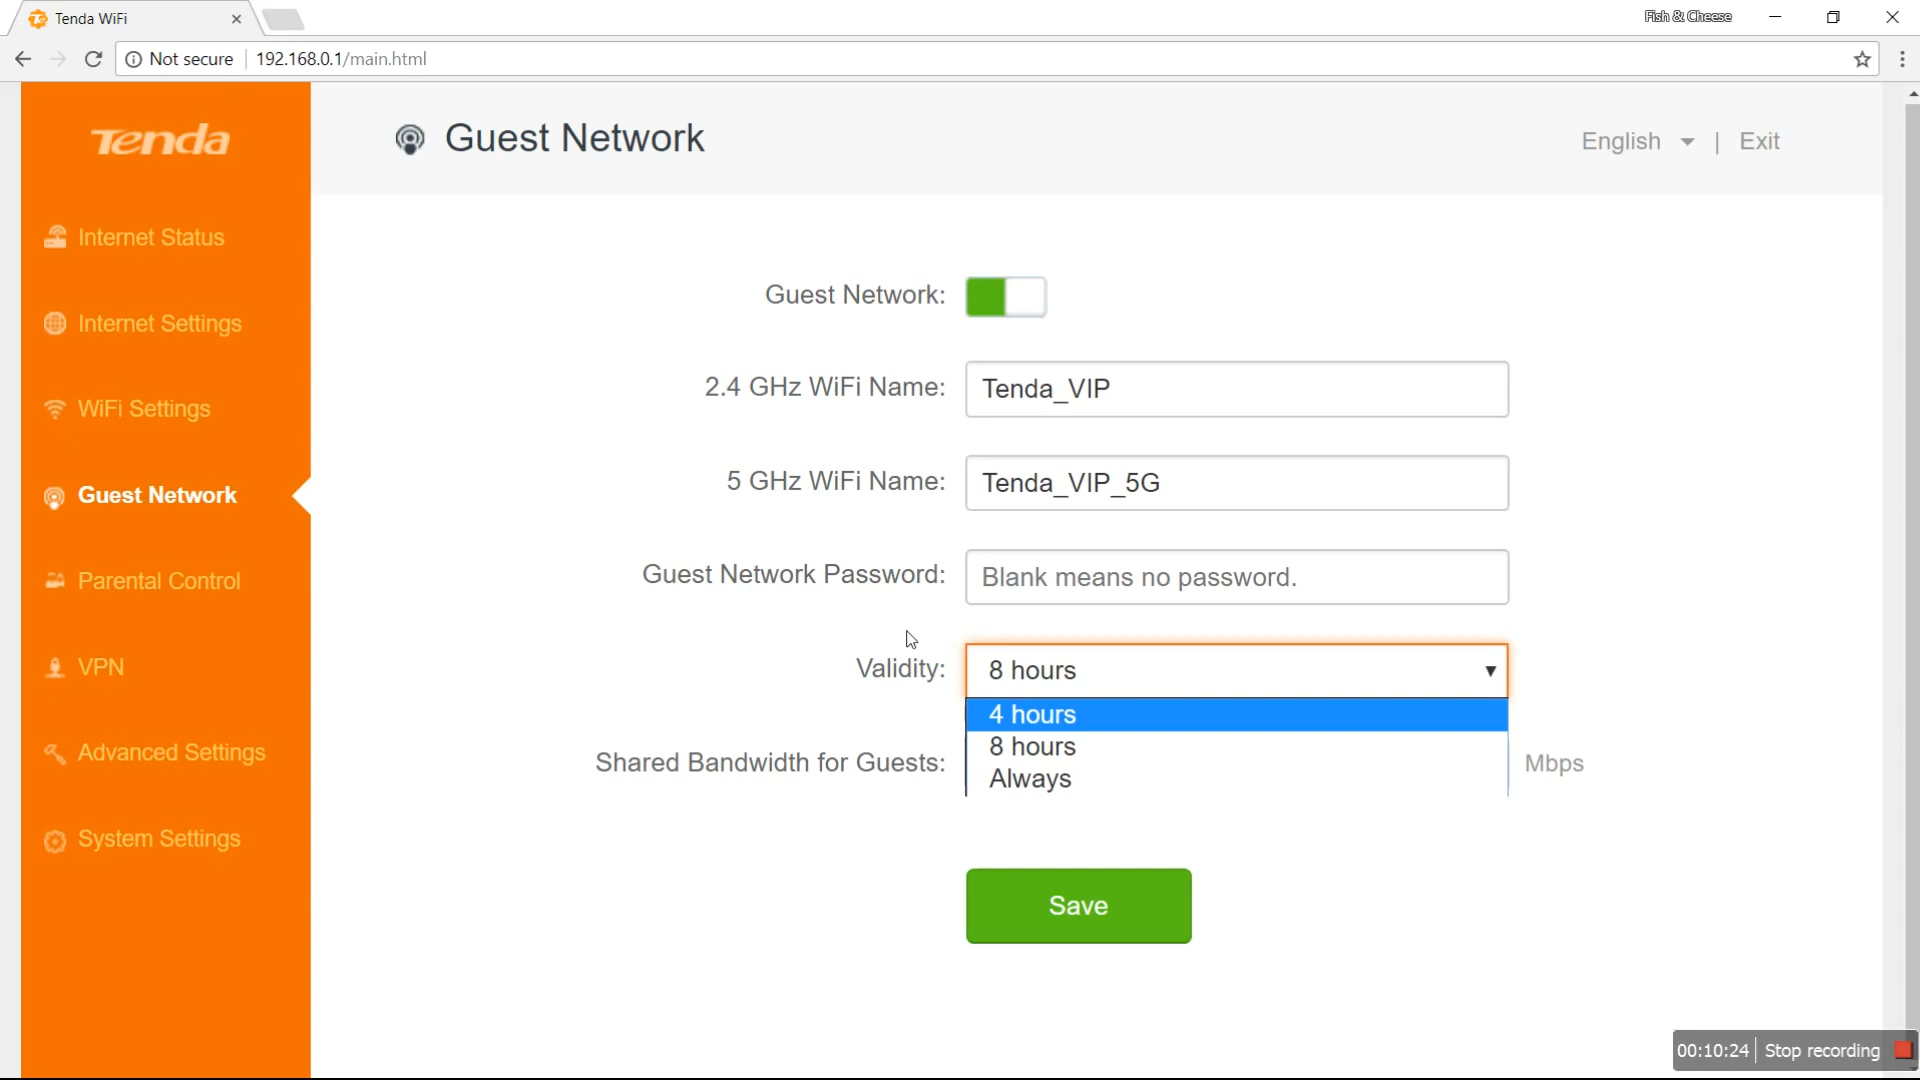 Tenda WiFi
Fish & Cheese
Not secure
192.168.0.1/main.html
Tenda
Guest Network
English | Exit
Internet Status
Internet Settings
WiFi Settings
Guest Network
Parental Control
VPN
Advanced Settings
System Settings
Guest Network:
2.4 GHz WiFi Name: Tenda_VIP
5 GHz WiFi Name: Tenda_VIP_5G
Guest Network Password: Blank means no password.
Validity: 8 hours
4 hours
8 hours
Always
Shared Bandwidth for Guests: Mbps
Save
00:10:24 Stop recording